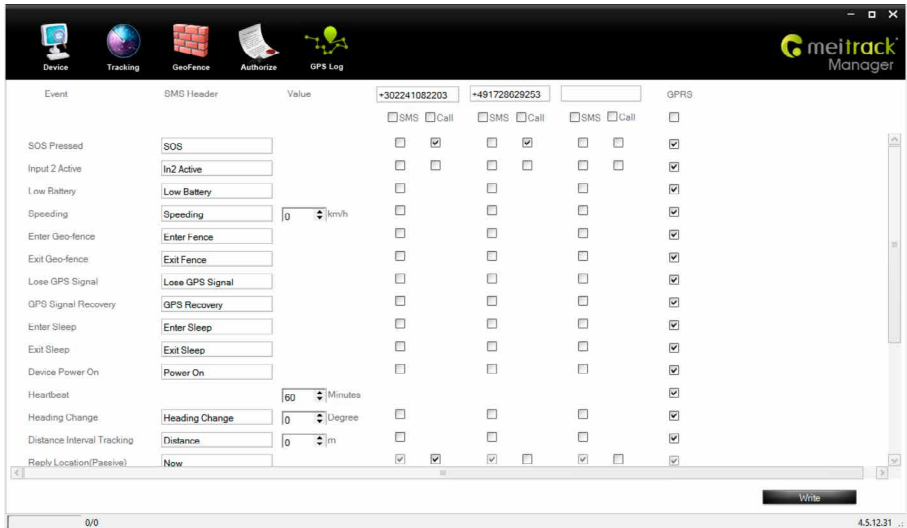 meitrack
Manager
Device Tracking GeoFence Authorize GPS Log
Event SMS Header Value +302241082203 +491728629253 GPRS
SMS Call SMS Call SMS Call
SOS Pressed SOS
Input 2 Active In2 Active
Low Battery Low Battery
Speeding Speeding 0 km/h
Enter Geo-fence Enter Fence
Exit Geo-fence Exit Fence
Lose GPS Signal Lose GPS Signal
GPS Signal Recovery GPS Recovery
Enter Sleep Enter Sleep
Exit Sleep Exit Sleep
Device Power On Power On
Heartbeat 60 Minutes
Heading Change Heading Change 0 Degree
Distance Interval Tracking Distance 0 m
Reply Location(Passive) Now
Write
0/0 4.5.12.31